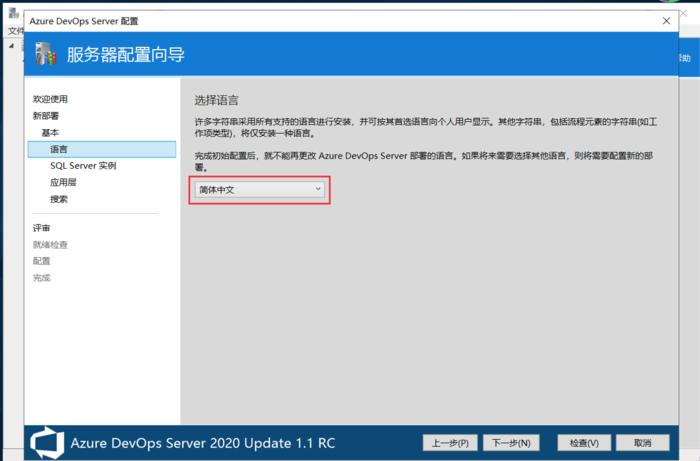 Azure DevOps Server 配置
文件
服务器配置向导
帮助
欢迎使用
新部署
基本
语言
SQL Server 实例
应用层
搜索
评审
就绪检查
配置
完成
选择语言
许多字符串采用所有支持的语言进行安装，并可按其首选语言向个人用户显示。其他字符串，包括流程元素的字符串(如工
作项类型)，将仅安装一种语言。
完成初始配置后，就不能再更改 Azure DevOps Server 部署的语言。如果将来需要选择其他语言，则将需要配置新的部
署。
简体中文
Azure DevOps Server 2020 Update 1.1 RC
上一步(P)
下一步(N)
检查(V)
取消